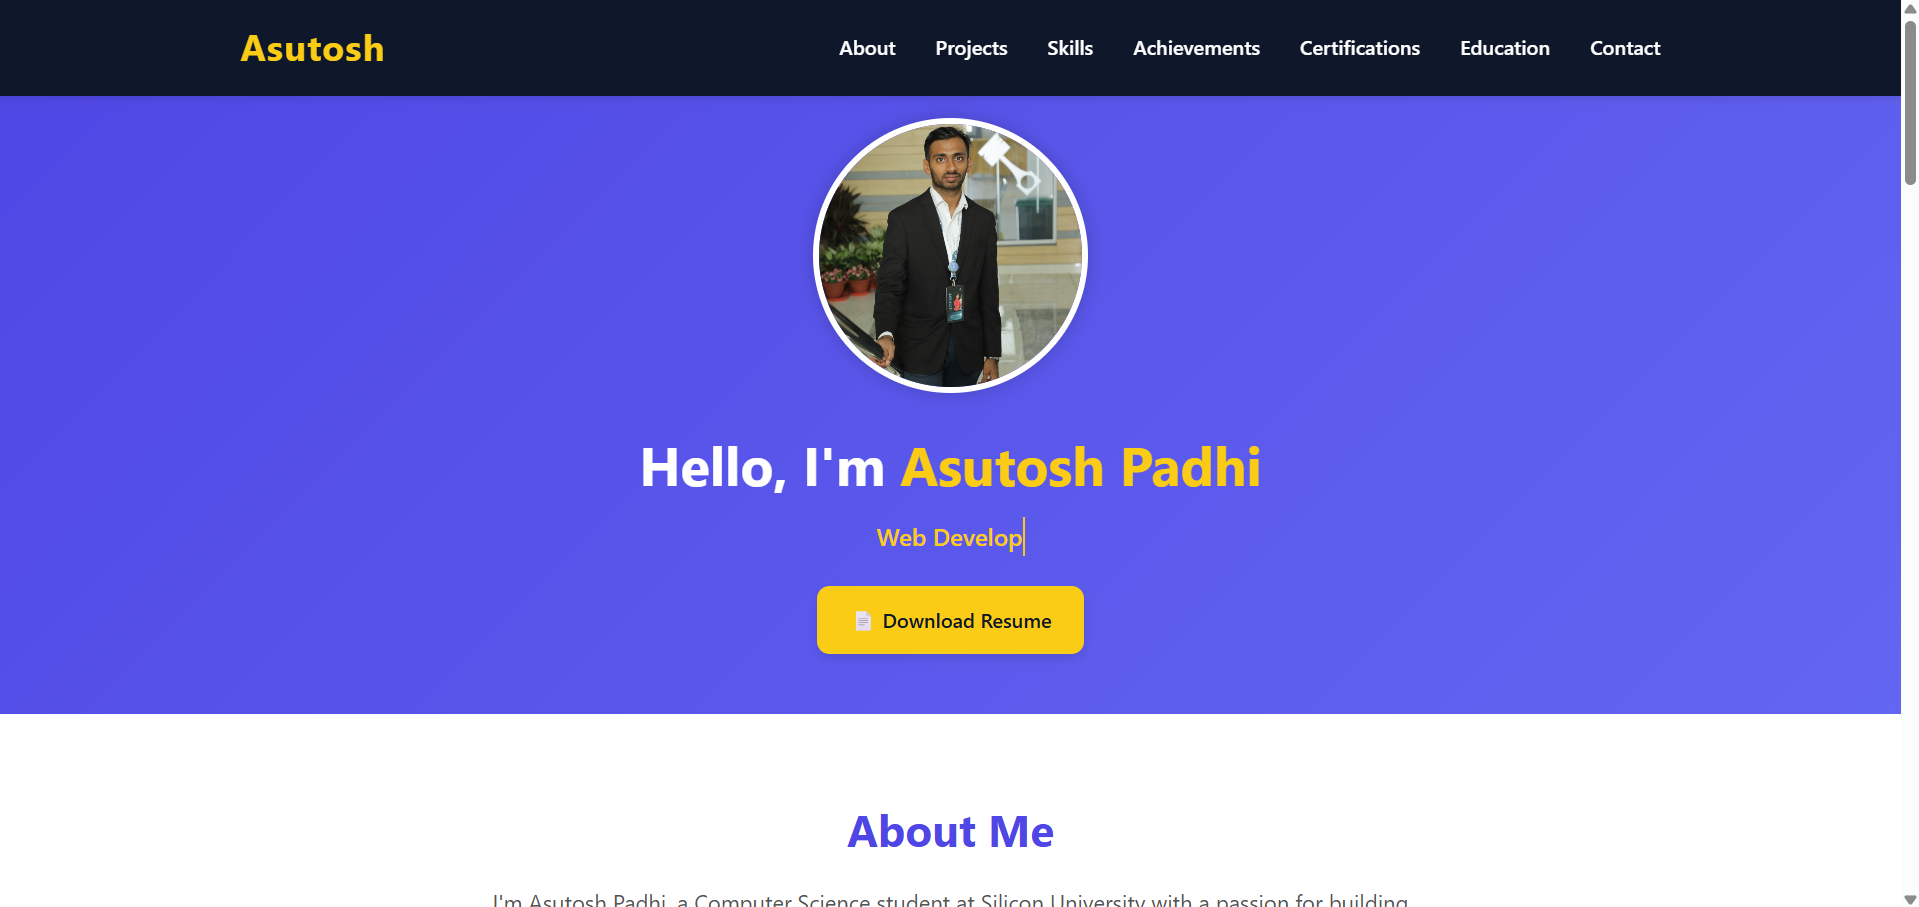 Asutosh
About Projects Skills Achievements Certifications Education Contact
Hello, I'm Asutosh Padhi
Web Develop
Download Resume
About Me
I'm Asutosh Padhi, a Computer Science student at Silicon University with a passion for building